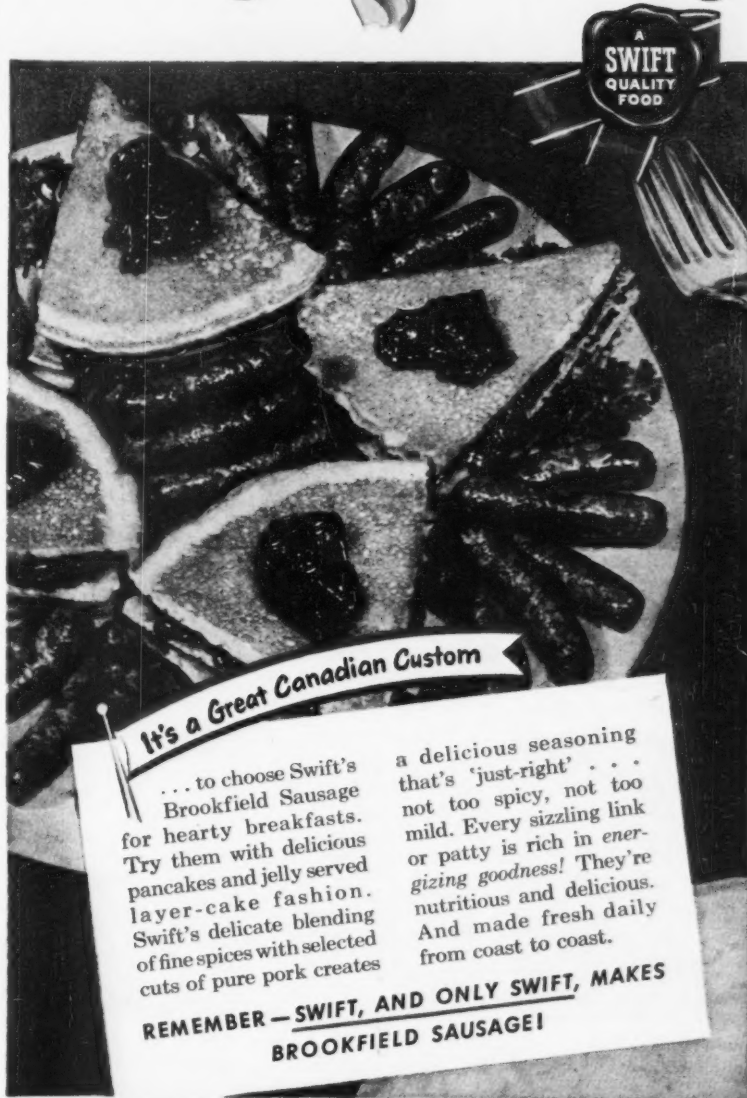 A
SWIFT
QUALITY
FOOD
It's a Great Canadian Custom
... to choose Swift's
Brookfield Sausage
for hearty breakfasts.
Try them with delicious
pancakes and jelly served
layer-cake fashion.
Swift's delicate blending
of fine spices with selected
cuts of pure pork creates
a delicious seasoning
that's 'just-right' . . .
not too spicy, not too
mild. Every sizzling link
or patty is rich in ener-
gizing goodness! They're
nutritious and delicious.
And made fresh daily
from coast to coast.
REMEMBER—SWIFT, AND ONLY SWIFT, MAKES
BROOKFIELD SAUSAGE!